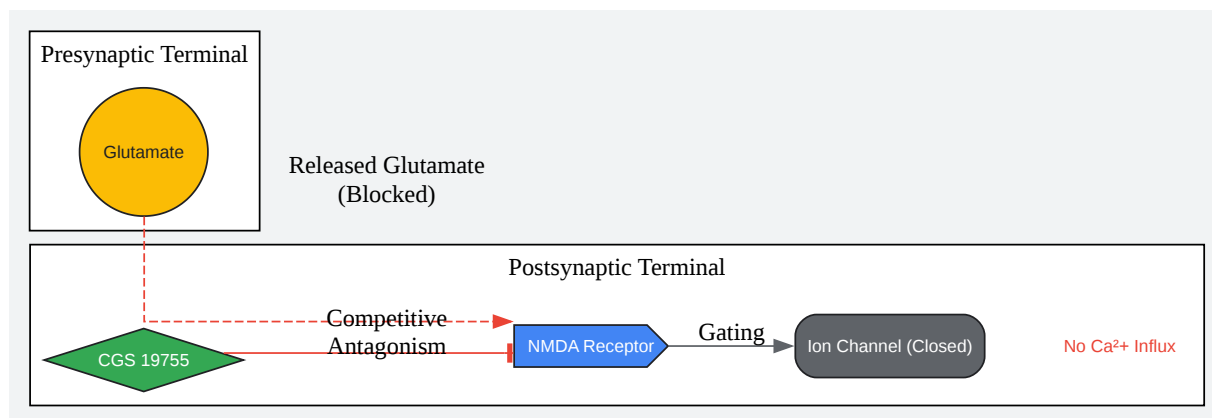 Presynaptic Terminal
Glutamate
Released Glutamate
(Blocked)
Postsynaptic Terminal
Competitive
Antagonism
CGS 19755
NMDA Receptor
Gating
Ion Channel (Closed)
No Ca²+ Influx